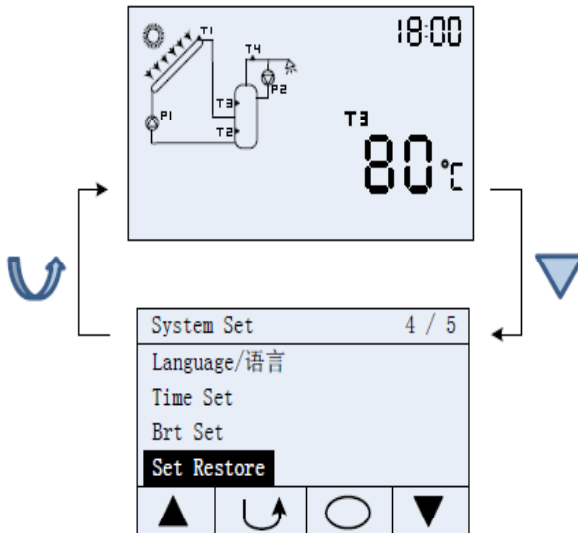 18:00
T1
T4
P2
T3
T3
P1
T2
80°C
System Set 4 / 5
Language/语言
Time Set
Brt Set
Set Restore